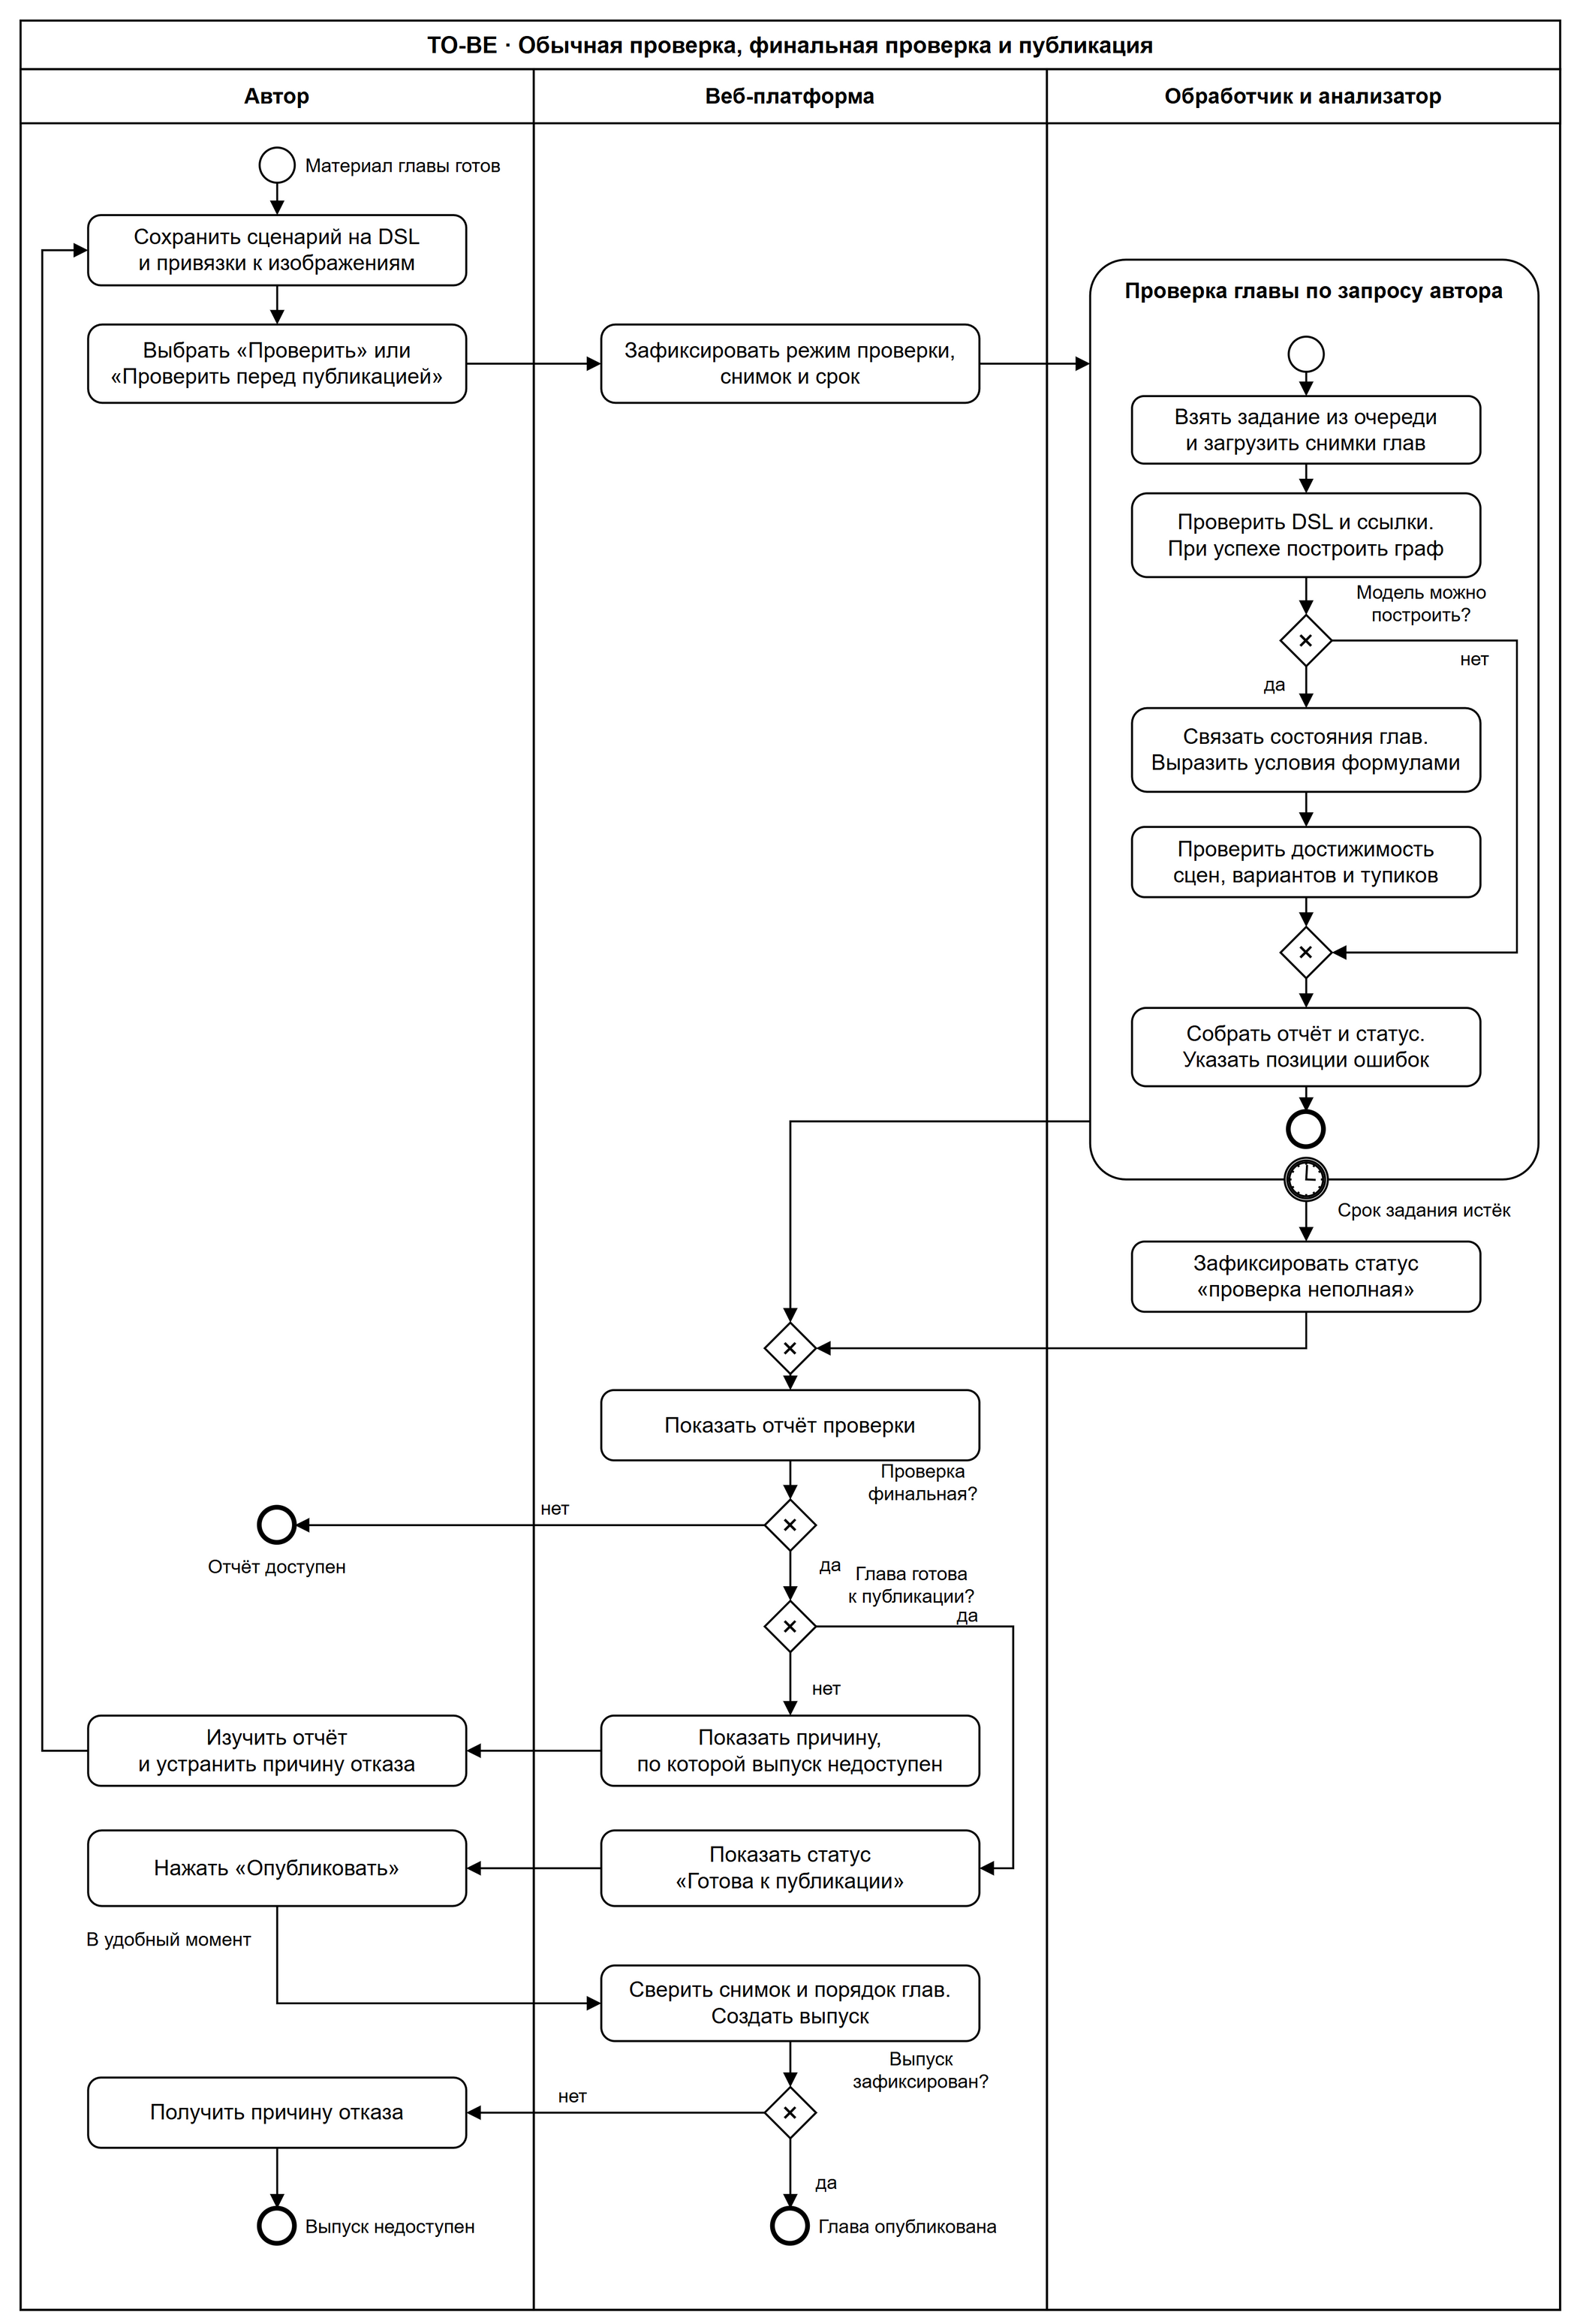 TO-BE · Обычная проверка, финальная проверка и публикация
Автор
Веб-платформа
Обработчик и анализатор
Материал главы готов
Сохранить сценарий на DSL
и привязки к изображениям
Проверка главы по запросу автора
Выбрать «Проверить» или
«Проверить перед публикацией»
Зафиксировать режим проверки,
снимок и срок
Взять задание из очереди
и загрузить снимки глав
Проверить DSL и ссылки.
При успехе построить граф
Модель можно
построить?
нет
да
Связать состояния глав.
Выразить условия формулами
Проверить достижимость
сцен, вариантов и тупиков
Собрать отчёт и статус.
Указать позиции ошибок
Срок задания истёк
Зафиксировать статус
«проверка неполная»
Показать отчёт проверки
Проверка
финальная?
нет
Отчёт доступен
да
Глава готова
к публикации?
да
нет
Изучить отчёт
и устранить причину отказа
Показать причину,
по которой выпуск недоступен
Нажать «Опубликовать»
Показать статус
«Готова к публикации»
В удобный момент
Сверить снимок и порядок глав.
Создать выпуск
Выпуск
зафиксирован?
нет
Получить причину отказа
да
Выпуск недоступен
Глава опубликована